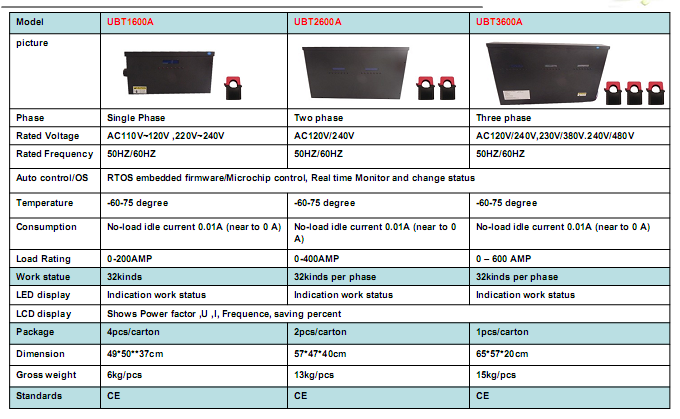 Model UBT1600A UBT2600A UBT3600A
picture
Phase Single Phase Two phase Three phase
Rated Voltage AC110V~120V ,220V~240V AC120V/240V AC120V/240V,230V/380V.240V/480V
Rated Frequency 50HZ/60HZ 50HZ/60HZ 50HZ/60HZ
Auto control/OS RTOS embedded firmware/Microchip control, Real time Monitor and change status
Temperature -60-75 degree -60-75 degree -60-75 degree
Consumption No-load idle current 0.01A (near to 0 A) No-load idle current 0.01A (near to 0 A) No-load idle current 0.01A (near to 0 A)
Load Rating 0-200AMP 0-400AMP 0 – 600 AMP
Work statue 32kinds 32kinds per phase 32kinds per phase
LED display Indication work status Indication work status Indication work status
LCD display Shows Power factor ,U ,I, Frequence, saving percent
Package 4pcs/carton 2pcs/carton 1pcs/carton
Dimension 49*50**37cm 57*47*40cm 65*57*20cm
Gross weight 6kg/pcs 13kg/pcs 15kg/pcs
Standards CE CE CE